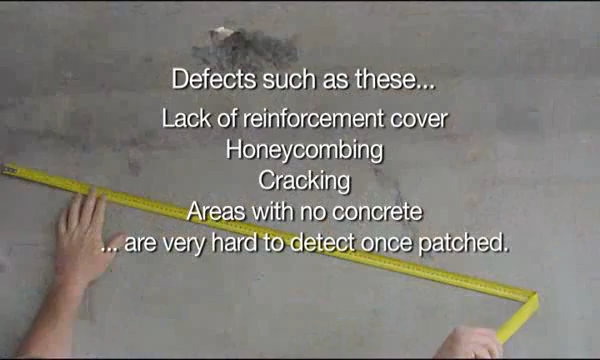 Defects such as these...
Lack of reinforcement cover
Honeycombing
Cracking
Areas with no concrete
... are very hard to detect once patched.